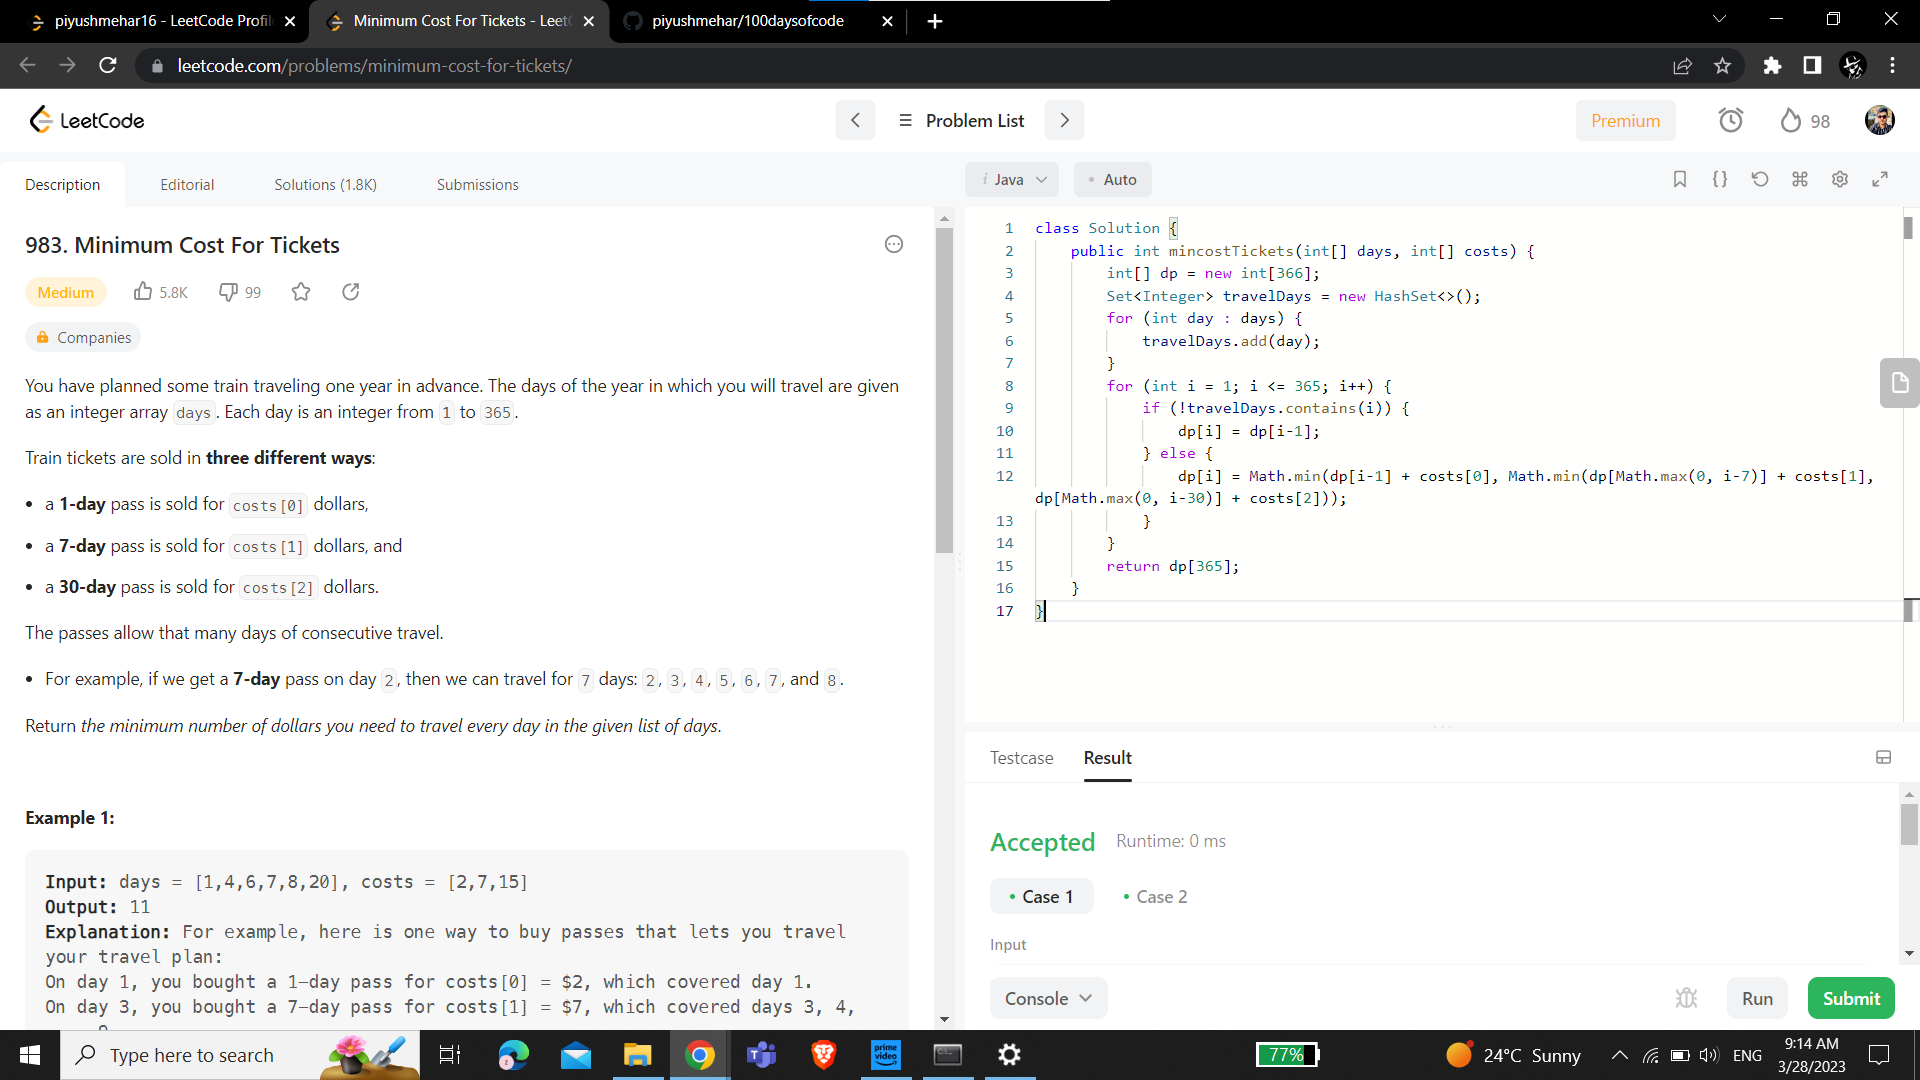 piyushmehar16 - LeetCode Profil
Minimum Cost For Tickets - Leet
piyushmehar/100daysofcode
leetcode.com/problems/minimum-cost-for-tickets/
LeetCode
Problem List
Premium
98
Description
Editorial
Solutions (1.8K)
Submissions
983. Minimum Cost For Tickets
Medium
5.8K
99
Companies
You have planned some train traveling one year in advance. The days of the year in which you will travel are given
as an integer array days. Each day is an integer from 1 to 365.
Train tickets are sold in three different ways:
• a 1-day pass is sold for costs[0] dollars,
• a 7-day pass is sold for costs[1] dollars, and
• a 30-day pass is sold for costs[2] dollars.
The passes allow that many days of consecutive travel.
• For example, if we get a 7-day pass on day 2, then we can travel for 7 days: 2, 3, 4, 5, 6, 7, and 8.
Return the minimum number of dollars you need to travel every day in the given list of days.
Example 1:
Input: days = [1,4,6,7,8,20], costs = [2,7,15]
Output: 11
Explanation: For example, here is one way to buy passes that lets you travel
your travel plan:
On day 1, you bought a 1-day pass for costs[0] = $2, which covered day 1.
On day 3, you bought a 7-day pass for costs[1] = $7, which covered days 3, 4,
i Java
• Auto
1 class Solution {
2 public int mincostTickets(int[] days, int[] costs) {
3 int[] dp = new int[366];
4 Set<Integer> travelDays = new HashSet<>();
5 for (int day : days) {
6 travelDays.add(day);
7 }
8 for (int i = 1; i <= 365; i++) {
9 if (!travelDays.contains(i)) {
10 dp[i] = dp[i-1];
11 } else {
12 dp[i] = Math.min(dp[i-1] + costs[0], Math.min(dp[Math.max(0, i-7)] + costs[1],
dp[Math.max(0, i-30)] + costs[2]));
13 }
14 }
15 return dp[365];
16 }
17 }
Testcase
Result
Accepted
Runtime: 0 ms
• Case 1
• Case 2
Input
Console
Run
Submit
Type here to search
prime video
77%
24°C Sunny
ENG
9:14 AM
3/28/2023